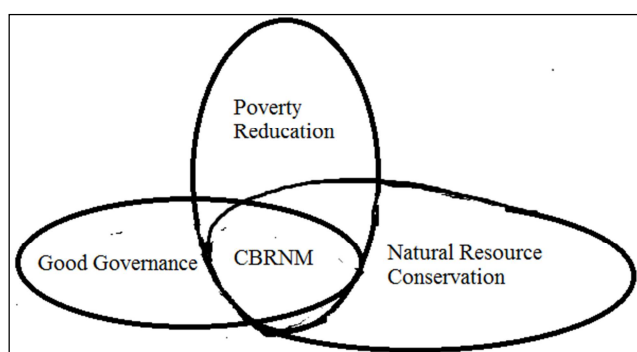 Poverty
Reducation
Good Governance
CBRNM
Natural Resource
Conservation